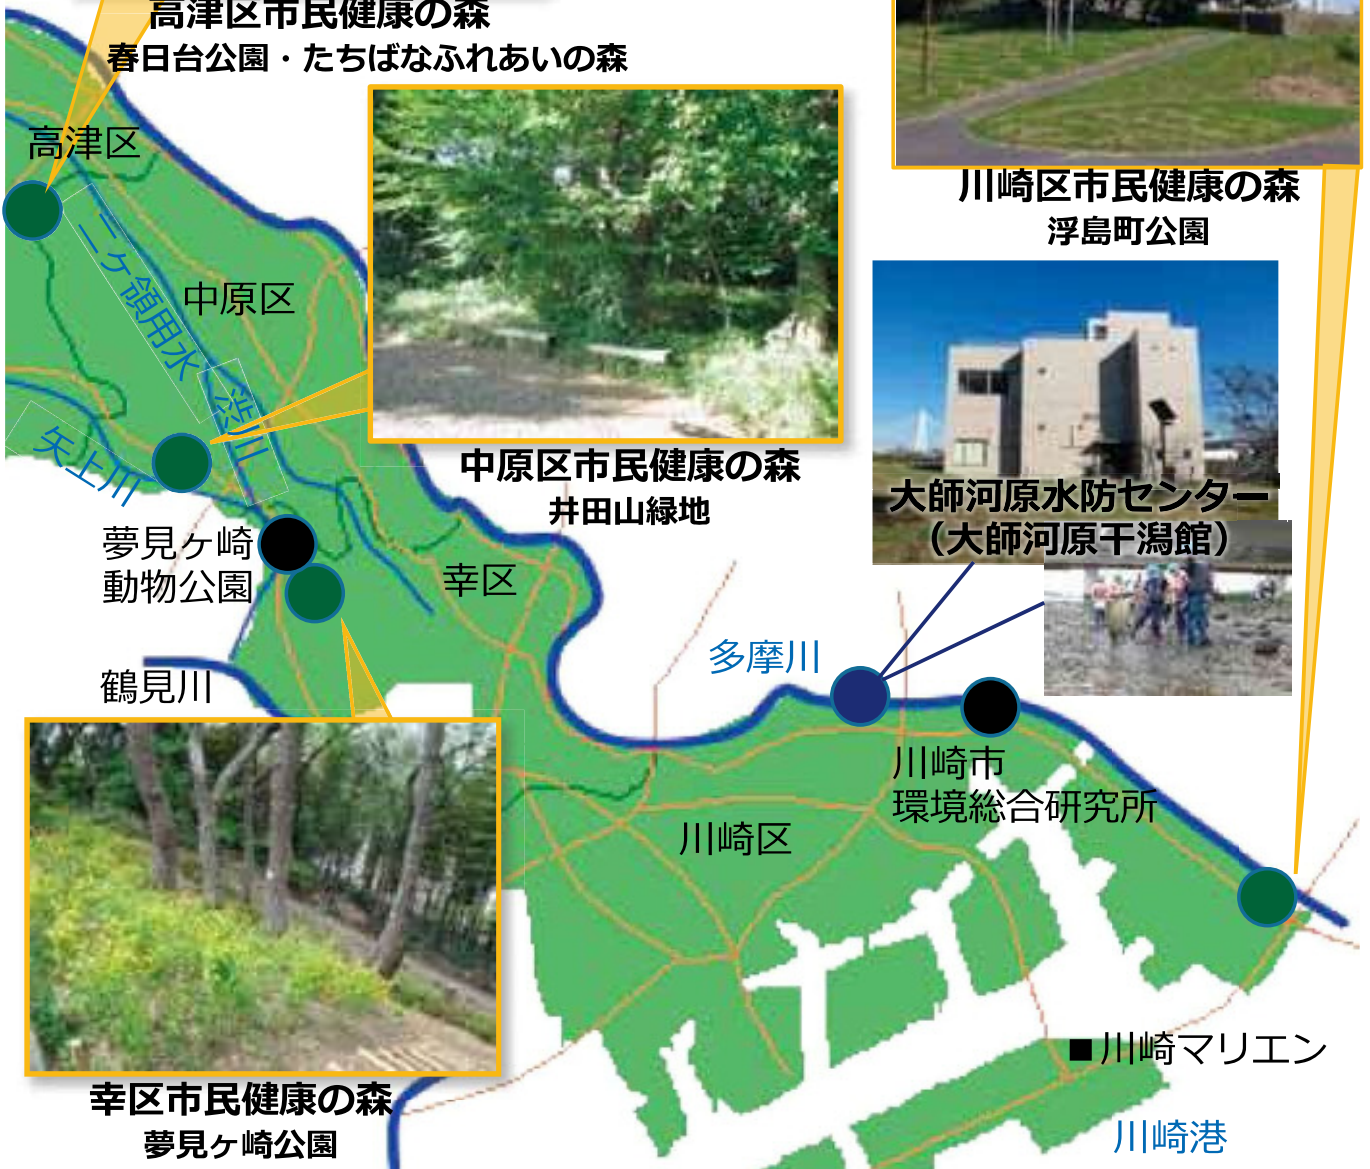 高津区市民健康の森
春日台公園・たちばなふれあいの森
高津区
川崎区市民健康の森
浮島町公園
二ヶ領用水
中原区
渋川
矢上川
中原区市民健康の森
井田山緑地
大師河原水防センター
（大師河原干潟館）
夢見ヶ崎
動物公園
幸区
多摩川
鶴見川
川崎市
環境総合研究所
川崎区
川崎マリエン
幸区市民健康の森
夢見ヶ崎公園
川崎港